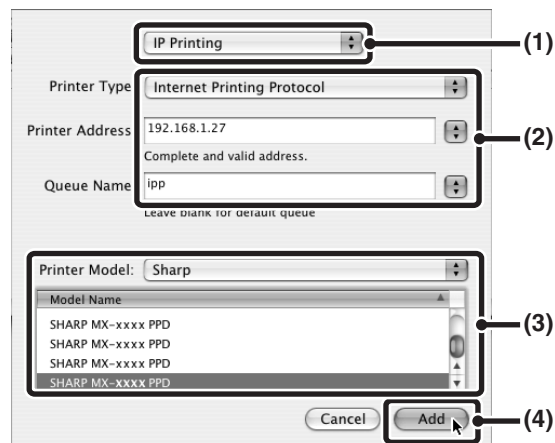 IP Printing
(1)
Printer Type Internet Printing Protocol
Printer Address 192.168.1.27
(2)
Complete and valid address.
Queue Name ipp
Leave blank for default queue
Printer Model: Sharp
Model Name
SHARP MX-xxxx PPD
(3)
SHARP MX-xxxx PPD
SHARP MX-xxxx PPD
SHARP MX-xxxx PPD
Cancel Add
(4)